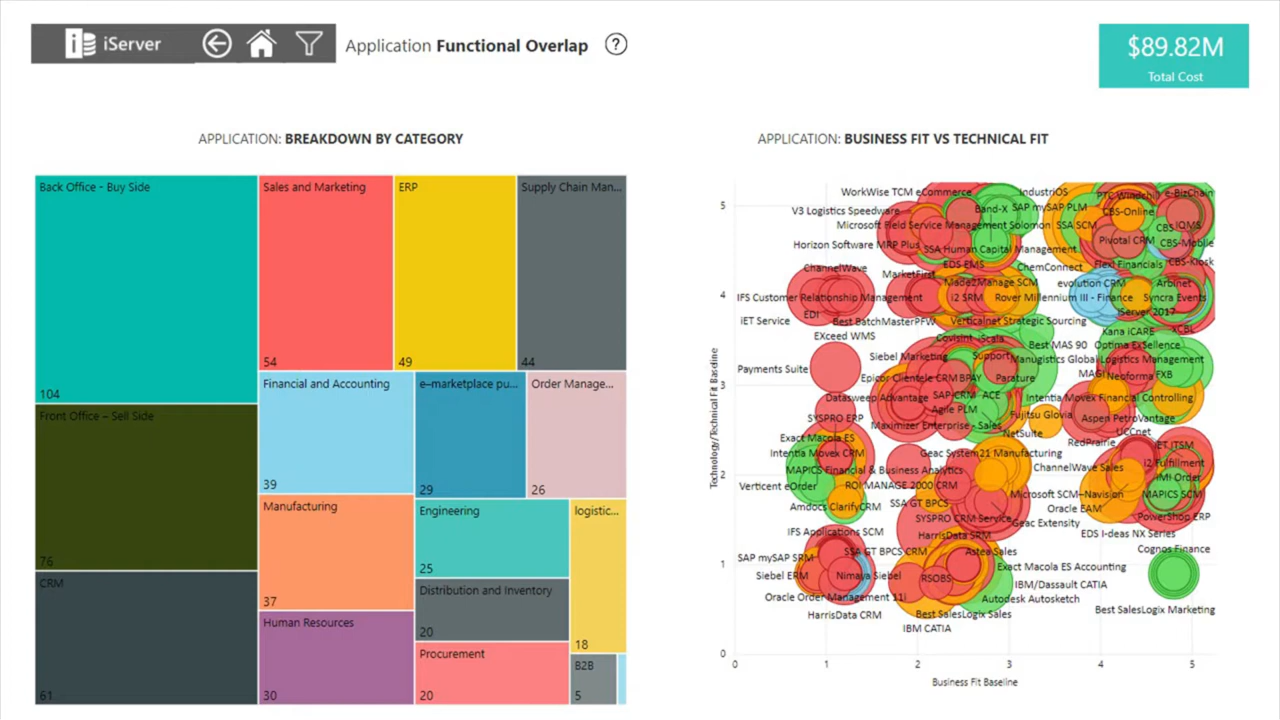 iServer
Application Functional Overlap ?
$89.82M
Total Cost
APPLICATION: BREAKDOWN BY CATEGORY
APPLICATION: BUSINESS FIT VS TECHNICAL FIT
Back Office - Buy Side
104
Front Office – Sell Side
76
CRM
61
Sales and Marketing
54
ERP
49
Supply Chain Man...
44
Financial and Accounting
39
e-marketplace pu...
29
Order Manage...
26
Manufacturing
37
Human Resources
30
Engineering
25
Distribution and Inventory
20
Procurement
20
logistic...
18
B2B
5
Technology/Technical Fit Baseline
5
4
3
2
1
0
WorkWise TCM eCommerce
IndustriOS
PTC Windchill
e-BizChain
V3 Logistics Speedware
Band-X
SAP mySAP PLM
CBS-Online
Microsoft Field Service Management Solomon
SSA SCM
CBS
IQMS
Horizon Software MRP Plus
SSA Human Capital Management
Pivotal CRM
CBS-Mobile
ChannelWave
MarketFirst
EDS EMS
ChemConnect
Flexi Financials
CBS-Kiosk
Made2Manage SCM
evolution CRM
Arbinet
IFS Customer Relationship Management
i2 SRM
Rover Millennium III - Finance
Syncra Events
EDI
iServer 2017
iET Service
Best BatchMasterPFW
Verticalnet Strategic Sourcing
Kana iCARE
XCBL
EXceed WMS
Covisint
iScala
Best MAS 90
Optima ExSellence
Siebel Marketing
Support
Manugistics Global Logistics Management
Payments Suite
Epicor Clientele CRM
BPAY
Parature
MAGI
Neoforma
FXB
Datasweep Advantage
SAP CRM
ACE
Intentia Movex Financial Controlling
Agile PLM
Fujitsu Glovia
Aspen PetroVantage
SYSPRO ERP
Maximizer Enterprise - Sales
NetSuite
UCCnet
Exact Macola ES
RedPrairie
iET ITSM
Intentia Movex CRM
Geac System21 Manufacturing
MAPICS Financial & Business Analytics
ChannelWave Sales
i2 Fulfillment
IMI Order
Verticent eOrder
ROI MANAGE 2000 CRM
Microsoft SCM–Navision
MAPICS SCM
Amdocs ClarifyCRM
SSA GT BPCS
Oracle EAM
SYSPRO CRM Service
Geac Extensity
PowerShop ERP
IFS Applications SCM
HarrisData SRM
EDS I-deas NX Series
SAP mySAP SRM
SSA GT BPCS CRM
Astea Sales
Cognos Finance
Siebel ERM
Nimaya Siebel
RSOBS
Exact Macola ES Accounting
IBM/Dassault CATIA
Oracle Order Management 11i
Autodesk Autosketch
HarrisData CRM
Best SalesLogix Sales
Best SalesLogix Marketing
IBM CATIA
0
1
2
3
4
5
Business Fit Baseline